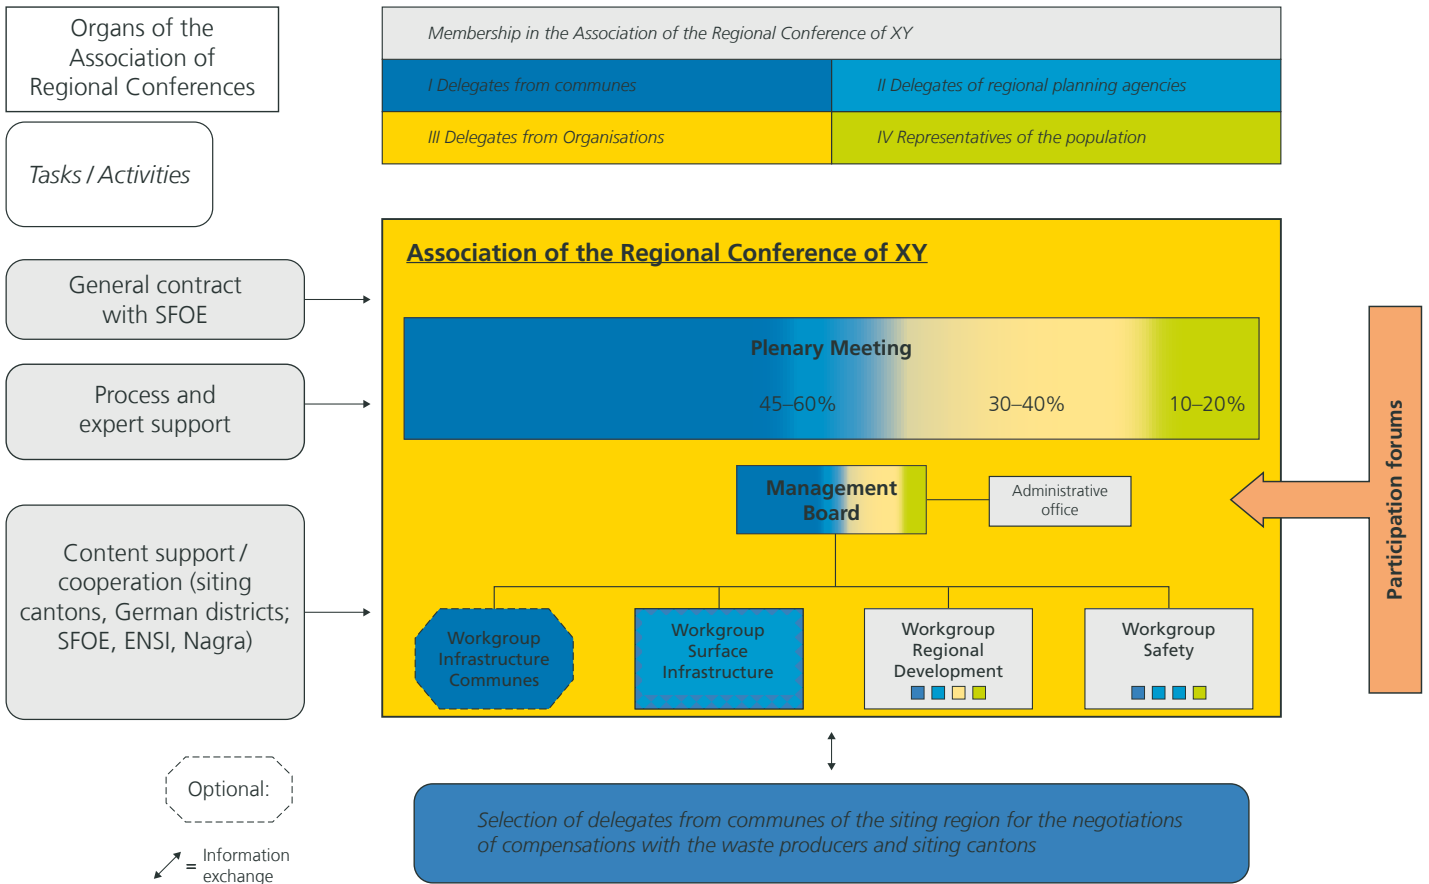 Organs of the
Association of
Regional Conferences
Tasks / Activities
General contract
with SFOE
Process and
expert support
Content support /
cooperation (siting
cantons, German districts;
SFOE, ENSI, Nagra)
Optional:
= Information
exchange
Membership in the Association of the Regional Conference of XY
I Delegates from communes
II Delegates of regional planning agencies
III Delegates from Organisations
IV Representatives of the population
Association of the Regional Conference of XY
Plenary Meeting
45–60%
30–40%
10–20%
Management
Board
Administrative
office
Workgroup
Infrastructure
Communes
Workgroup
Surface
Infrastructure
Workgroup
Regional
Development
Workgroup
Safety
Participation forums
Selection of delegates from communes of the siting region for the negotiations
of compensations with the waste producers and siting cantons